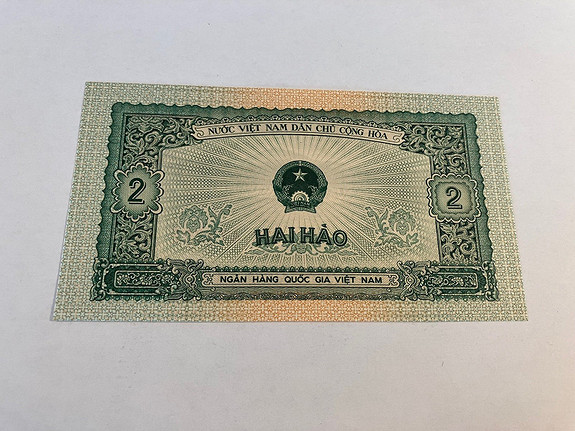 NƯỚC VIỆT NAM DÂN CHỦ CỘNG HÒA
2
2
HAI HÀO
NGÂN HÀNG QUỐC GIA VIỆT NAM